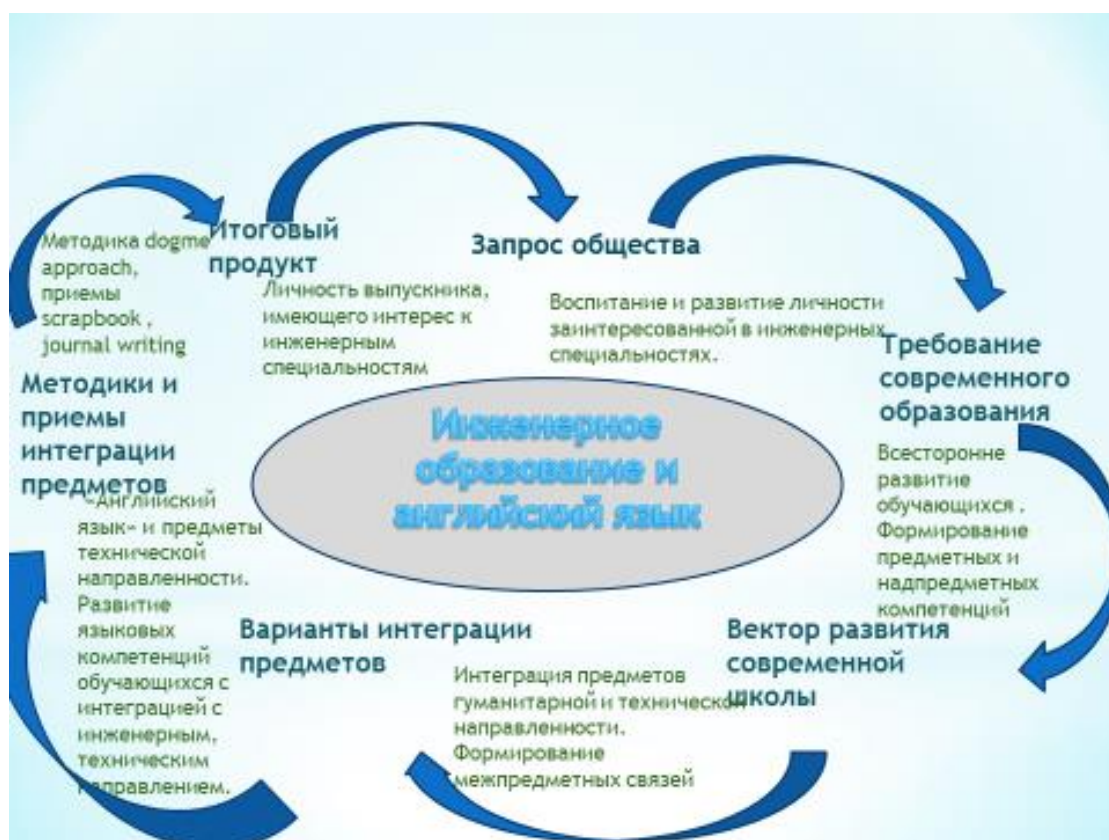 Методика dogme
approach,
приемы
scrapbook ,
journal writing
Итоговый
продукт
Личность выпускника,
имеющего интерес к
инженерным
специальностям
Запрос общества
Воспитание и развитие личности
заинтересованной в инженерных
специальностях.
Требование
современного
образования
Всесторонне
развитие
обучающихся .
Формирование
предметных и
надпредметных
компетенций
Вектор развития
современной
школы
Интеграция предметов
гуманитарной и технической
направленности.
Формирование
межпредметных связей
Варианты интеграции
предметов
«Английский
язык» и предметы
технической
направленности.
Развитие
языковых
компетенций
обучающихся с
интеграцией с
инженерным,
техническим
направлением.
Методики и
приемы
интеграции
предметов
Инженерное
образование и
английский язык